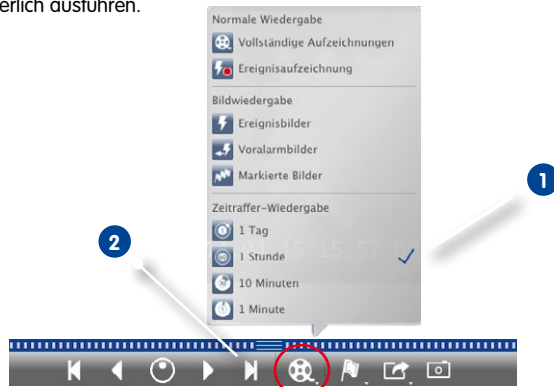 erlich ausführen.
Normale Wiedergabe
Vollständige Aufzeichnungen
Ereignisaufzeichnung
Bildwiedergabe
Ereignisbilder
Voralarmbilder
Markierte Bilder
Zeitraffer-Wiedergabe
1 Tag
1 Stunde
10 Minuten
1 Minute
1
2